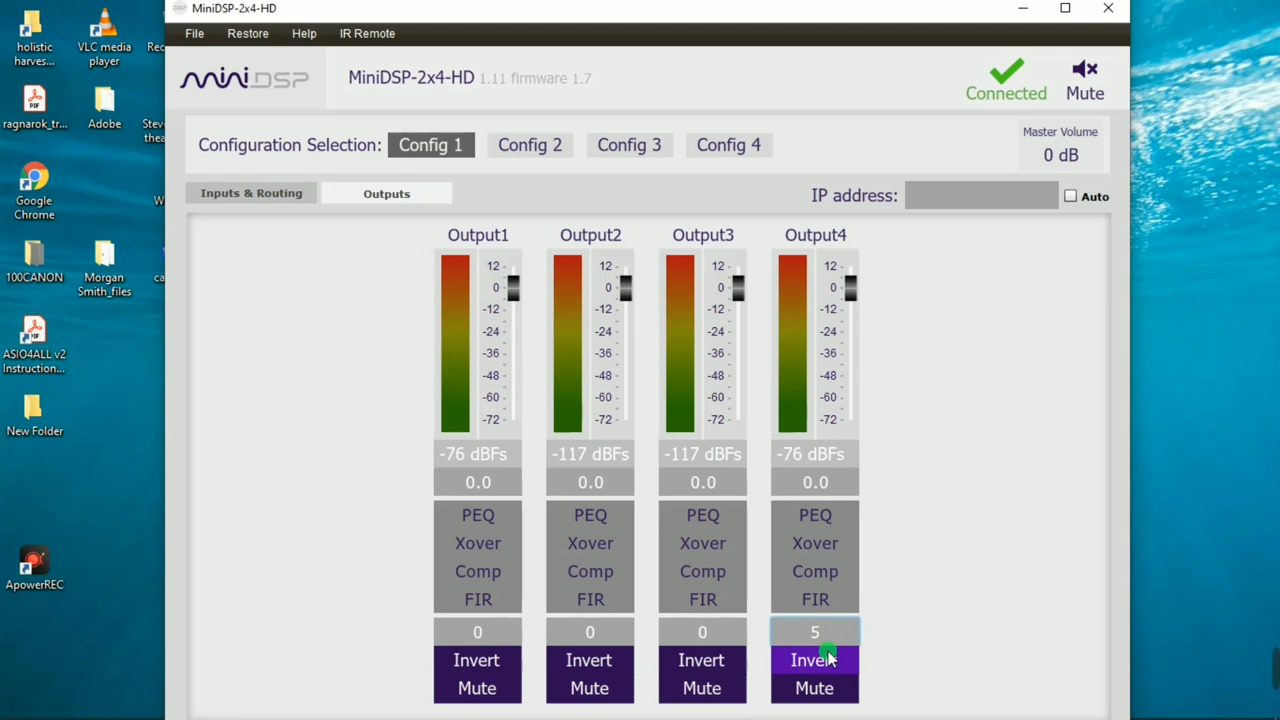 MiniDSP-2x4-HD
File Restore Help IR Remote
miniDSP
MiniDSP-2x4-HD 1.11 firmware 1.7
Connected
Mute
Configuration Selection: Config 1 Config 2 Config 3 Config 4
Master Volume
0 dB
Inputs & Routing Outputs
IP address: Auto
Output1 Output2 Output3 Output4
12 12 12 12
0 0 0 0
-12 -12 -12 -12
-24 -24 -24 -24
-36 -36 -36 -36
-48 -48 -48 -48
-60 -60 -60 -60
-72 -72 -72 -72
-76 dBFs -117 dBFs -117 dBFs -76 dBFs
0.0 0.0 0.0 0.0
PEQ PEQ PEQ PEQ
Xover Xover Xover Xover
Comp Comp Comp Comp
FIR FIR FIR FIR
0 0 0 5
Invert Invert Invert Invert
Mute Mute Mute Mute
holistic
harves...
VLC media
player
Rec
PDF
ragnarok_tr...
Adobe
Stev
thea
Google
Chrome
W
100CANON
Morgan
Smith_files
ca
PDF
ASIO4ALL v2
Instruction...
New Folder
ApowerREC